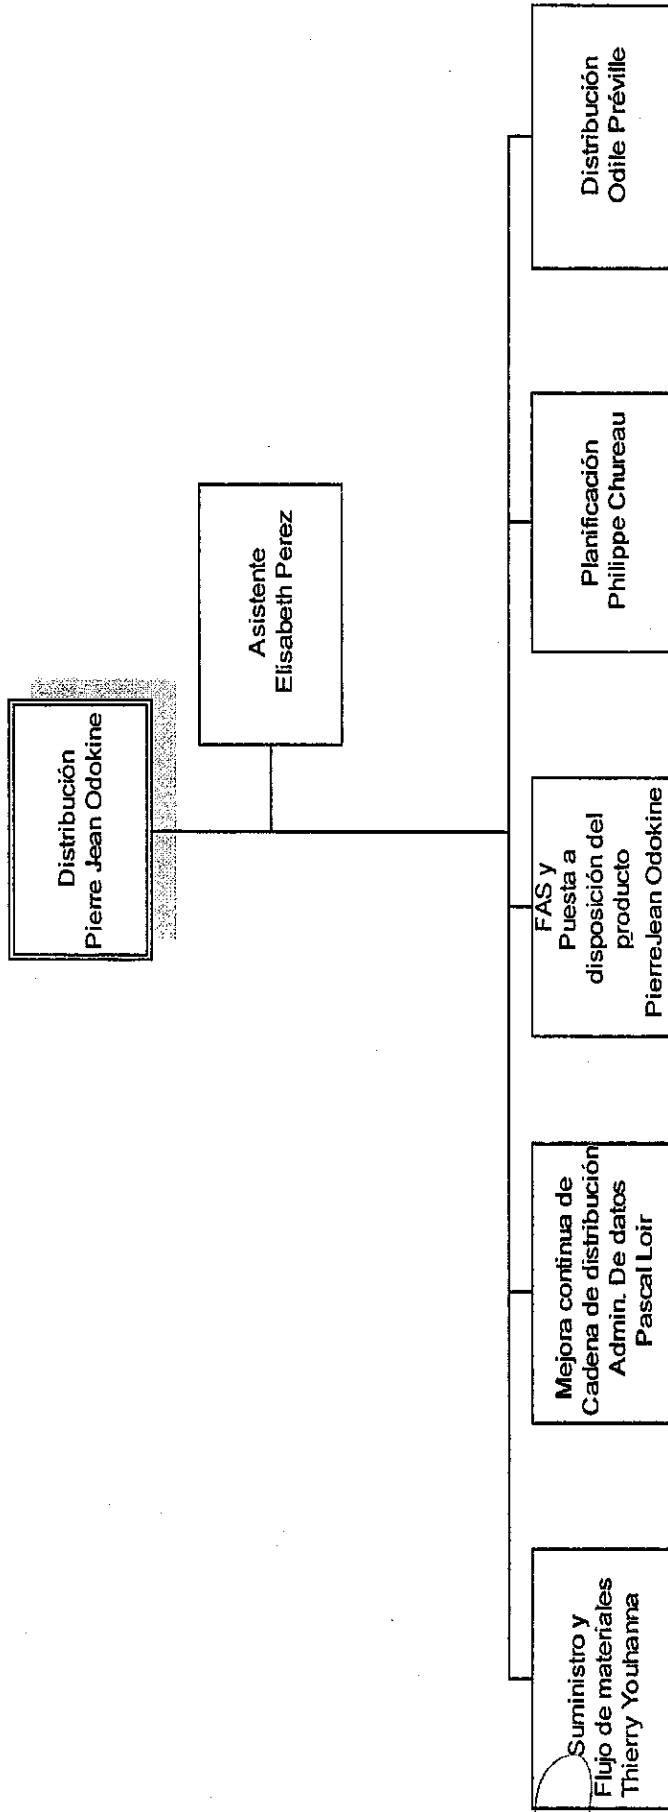 Distribución
Pierre Jean Odokine
Asistente
Elisabeth Perez
Suministro y
Flujo de materiales
Thierry Youhanna
Mejora continua de
Cadena de distribución
Admin. De datos
Pascal Loir
FAS y
Puesta a
disposición del
producto
PierreJean Odokine
Planificación
Philippe Chureau
Distribución
Odile Préville